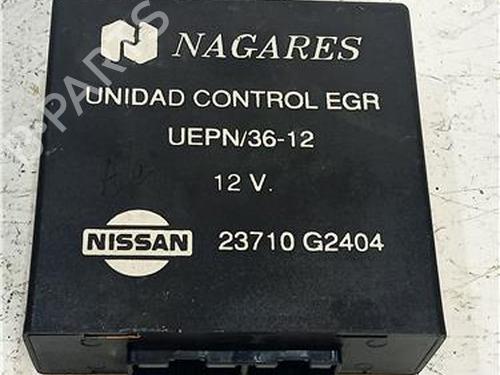 NAGARES
UNIDAD CONTROL EGR
UEPN/36-12
12 V.
NISSAN 23710 G2404